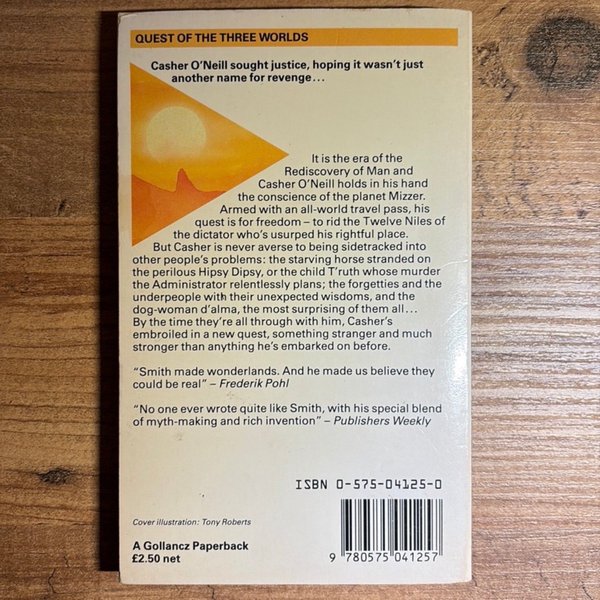 QUEST OF THE THREE WORLDS
Casher O'Neill sought justice, hoping it wasn't just
another name for revenge...
It is the era of the
Rediscovery of Man and
Casher O'Neill holds in his hand
the conscience of the planet Mizzer.
Armed with an all-world travel pass, his
quest is for freedom – to rid the Twelve Niles of
the dictator who's usurped his rightful place.
But Casher is never averse to being sidetracked into
other people's problems: the starving horse stranded on
the perilous Hipsy Dipsy, or the child T'ruth whose murder
the Administrator relentlessly plans; the forgetties and the
underpeople with their unexpected wisdoms, and the
dog-woman d'alma, the most surprising of them all...
By the time they're all through with him, Casher's
embroiled in a new quest, something stranger and much
stronger than anything he's embarked on before.
"Smith made wonderlands. And he made us believe they
could be real" – Frederik Pohl
"No one ever wrote quite like Smith, with his special blend
of myth-making and rich invention" – Publishers Weekly
ISBN 0-575-04125-0
Cover illustration: Tony Roberts
A Gollancz Paperback
£2.50 net
9 780575 041257